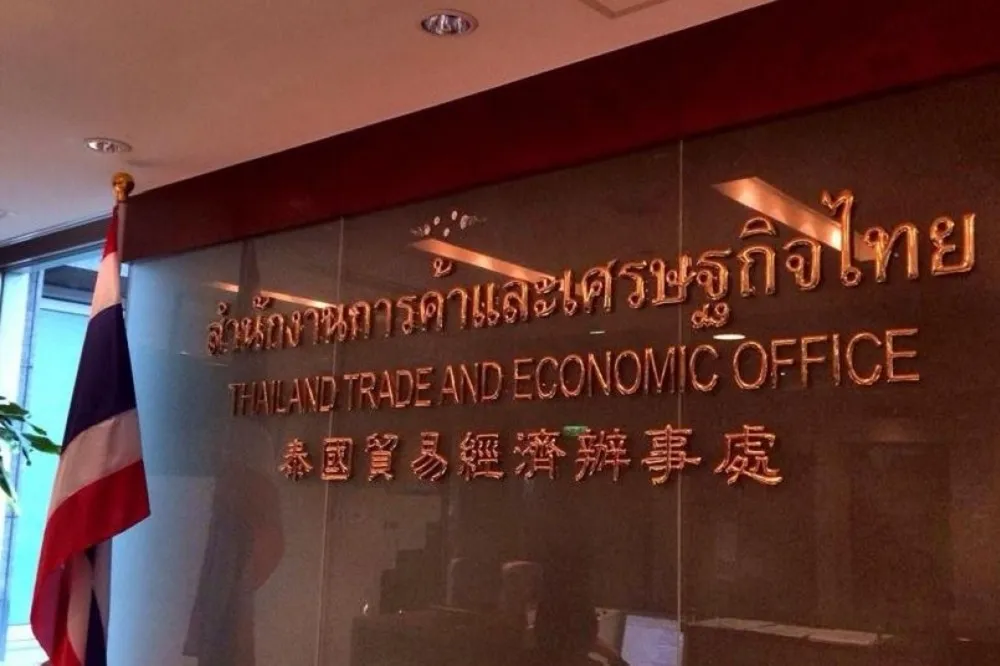 สำนักงานการค้าและเศรษฐกิจไทย
THAILAND TRADE AND ECONOMIC OFFICE
泰國貿易經濟辦事處